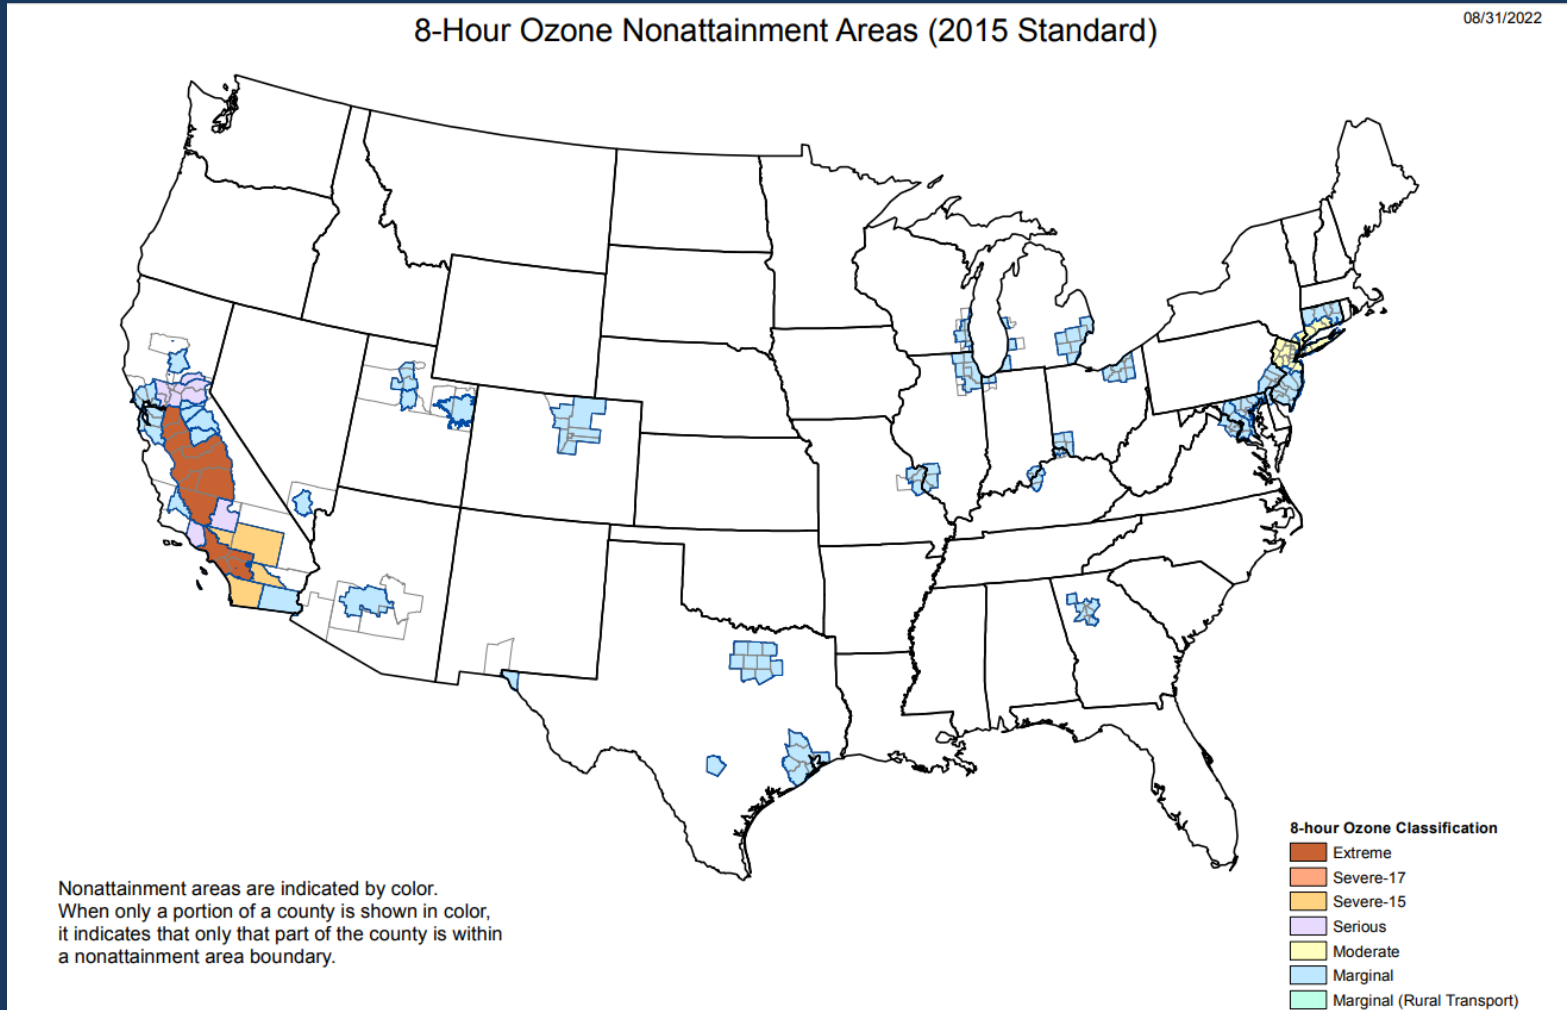 8-Hour Ozone Nonattainment Areas (2015 Standard)
08/31/2022
Nonattainment areas are indicated by color.
When only a portion of a county is shown in color,
it indicates that only that part of the county is within
a nonattainment area boundary.
8-hour Ozone Classification
Extreme
Severe-17
Severe-15
Serious
Moderate
Marginal
Marginal (Rural Transport)